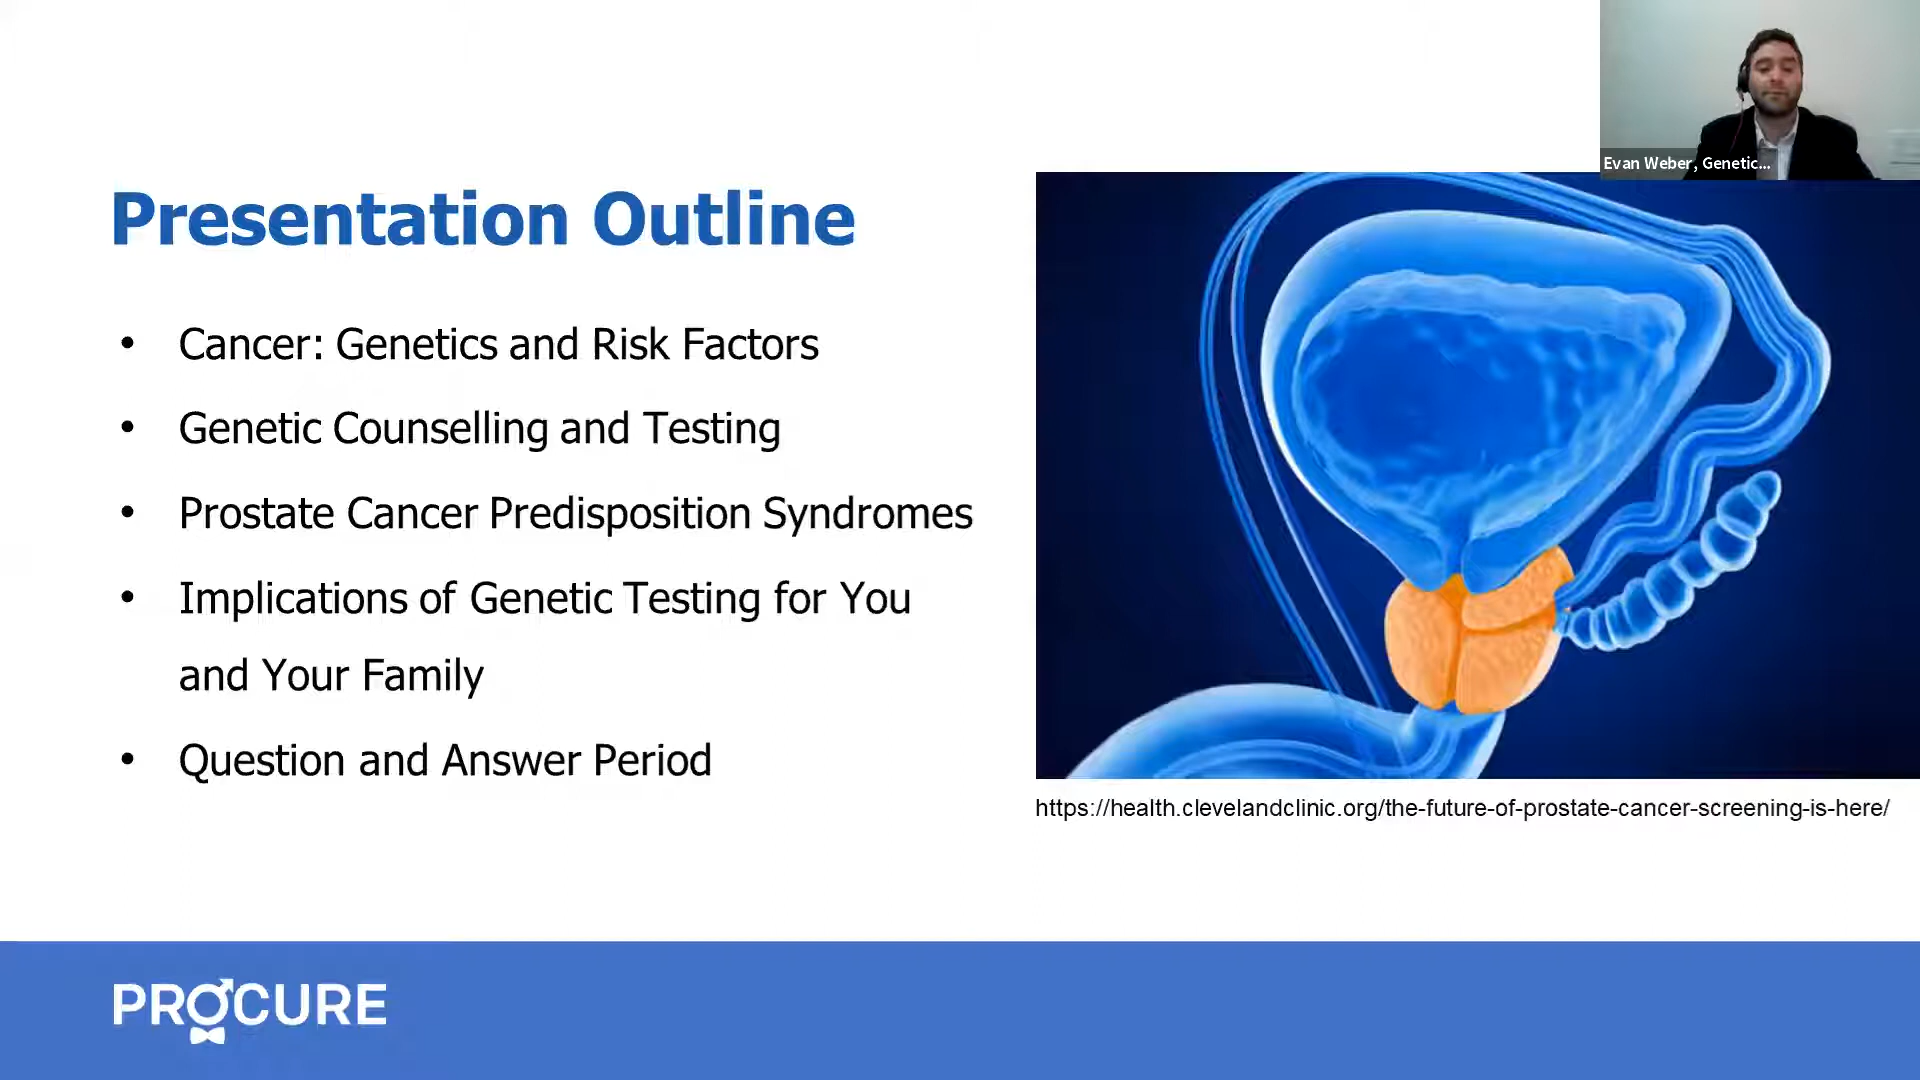 Evan Weber, Genetic...
Presentation Outline
• Cancer: Genetics and Risk Factors
• Genetic Counselling and Testing
• Prostate Cancer Predisposition Syndromes
• Implications of Genetic Testing for You
and Your Family
• Question and Answer Period
https://health.clevelandclinic.org/the-future-of-prostate-cancer-screening-is-here/
PROCURE